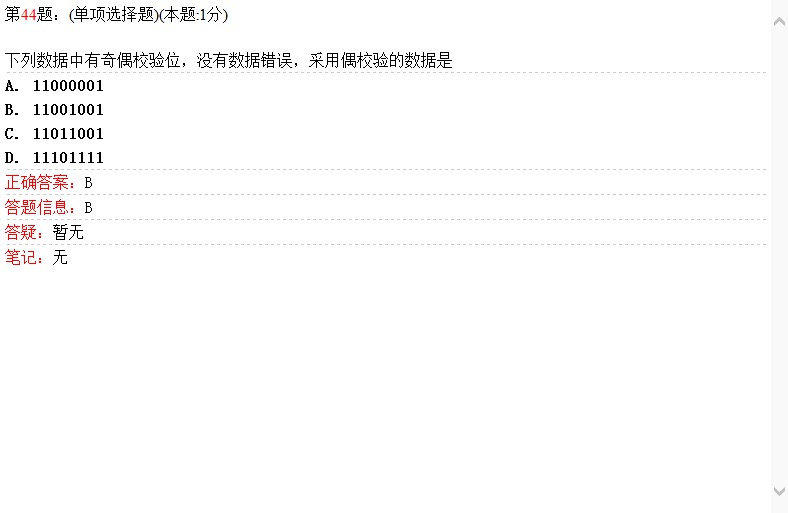 第44题：(单项选择题)(本题:1分)
下列数据中有奇偶校验位，没有数据错误，采用偶校验的数据是
A. 11000001
B. 11001001
C. 11011001
D. 11101111
正确答案：B
答题信息：B
答疑：暂无
笔记：无